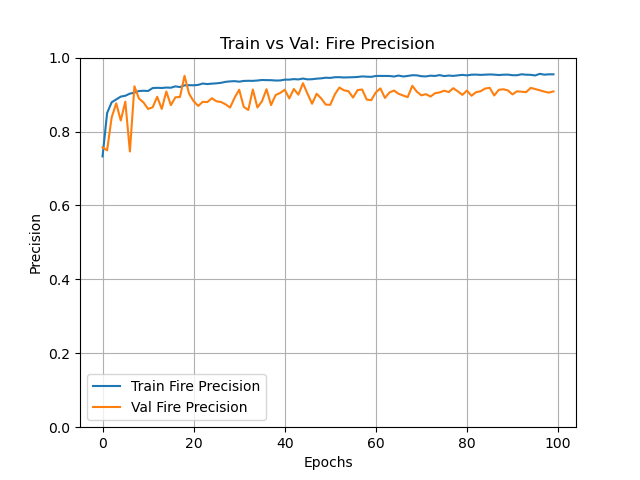 Train vs Val: Fire Precision
1.0
0.8
0.6
0.4
0.2
0.0
Precision
Train Fire Precision
Val Fire Precision
0 20 40 60 80 100
Epochs